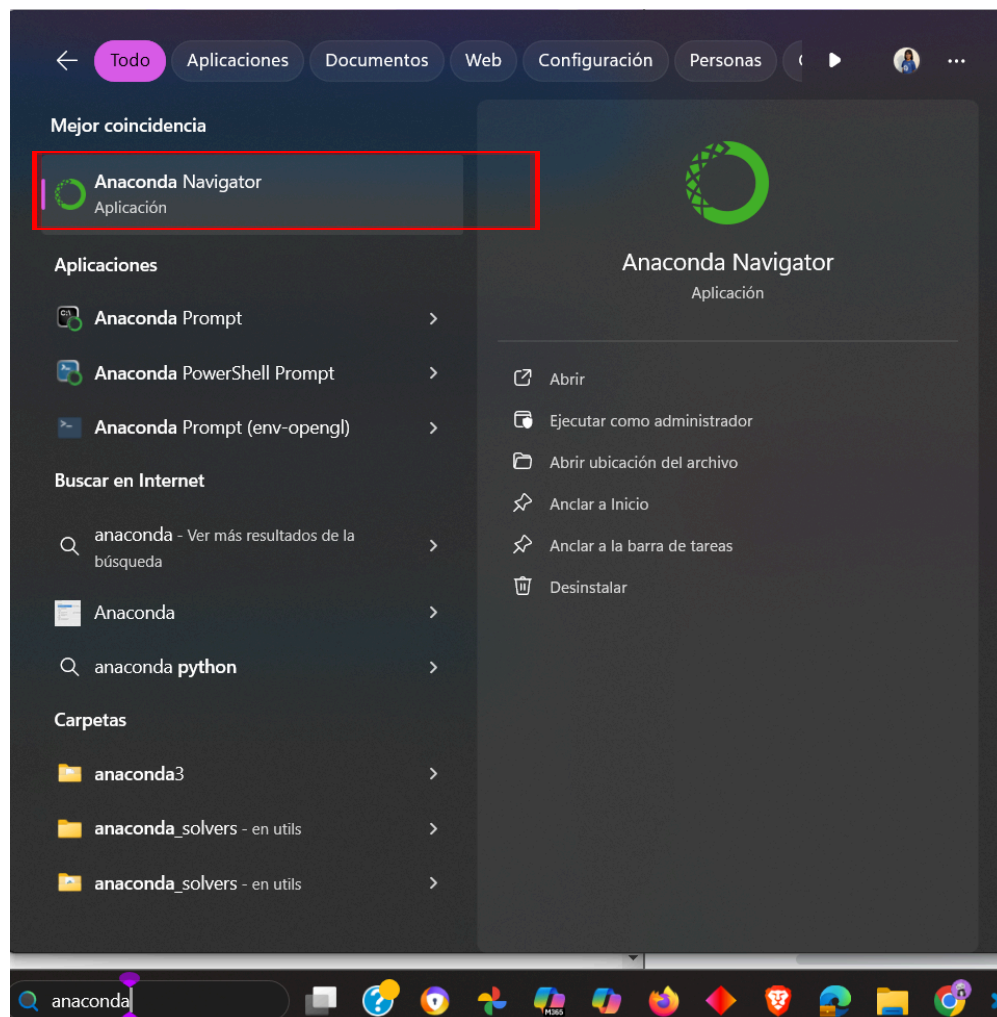 Todo Aplicaciones Documentos Web Configuración Personas
Mejor coincidencia
Anaconda Navigator
Aplicación
Aplicaciones
Anaconda Prompt
Anaconda PowerShell Prompt
Anaconda Prompt (env-opengl)
Buscar en Internet
anaconda - Ver más resultados de la
búsqueda
Anaconda
anaconda python
Carpetas
anaconda3
anaconda_solvers - en utils
anaconda_solvers - en utils
Anaconda Navigator
Aplicación
Abrir
Ejecutar como administrador
Abrir ubicación del archivo
Anclar a Inicio
Anclar a la barra de tareas
Desinstalar
anaconda
M365